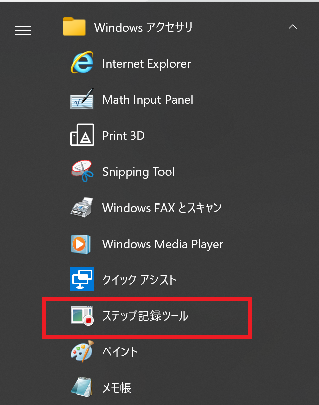 Windows アクセサリ
Internet Explorer
Math Input Panel
Print 3D
Snipping Tool
Windows FAX とスキャン
Windows Media Player
クイック アシスト
ステップ記録ツール
ペイント
メモ帳